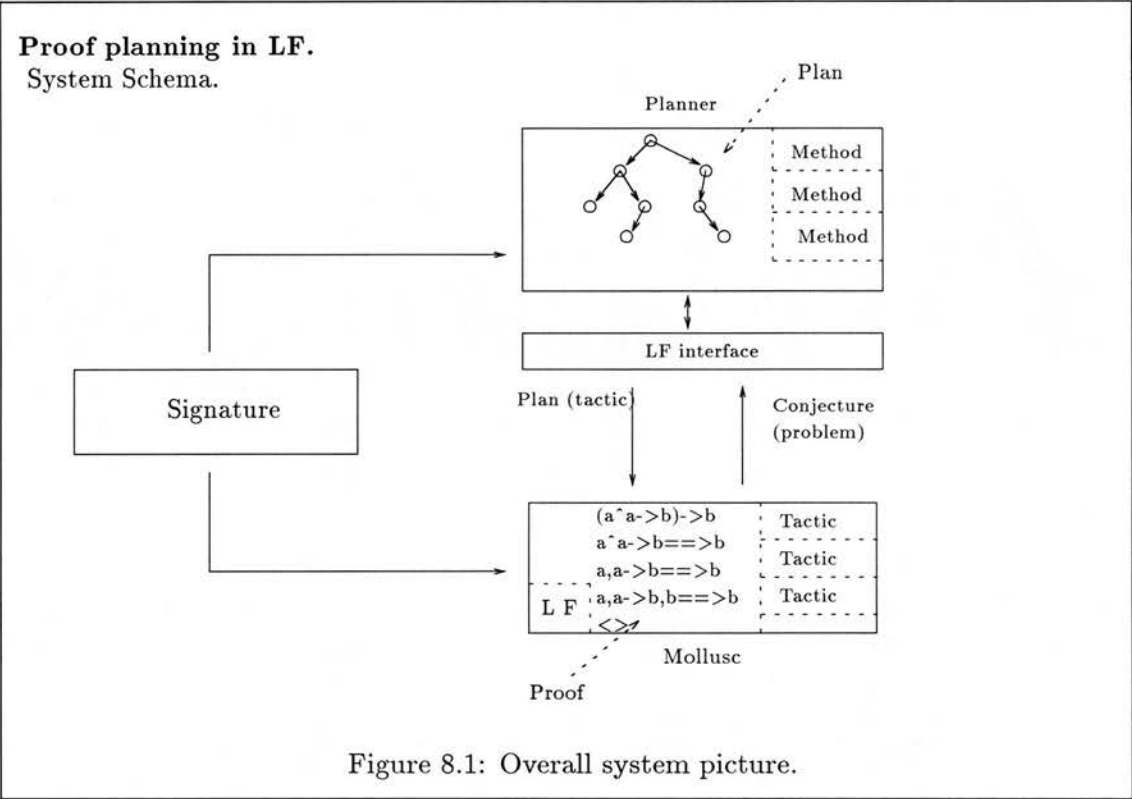 Proof planning in LF.
System Schema.
Plan
Planner
Method
Method
Method
LF interface
Signature
Plan (tactic)
Conjecture
(problem)
(a^a->b)->b
a^a->b==>b
a,a->b==>b
a,a->b,b==>b
<>
L F
Tactic
Tactic
Tactic
Mollusc
Proof
Figure 8.1: Overall system picture.